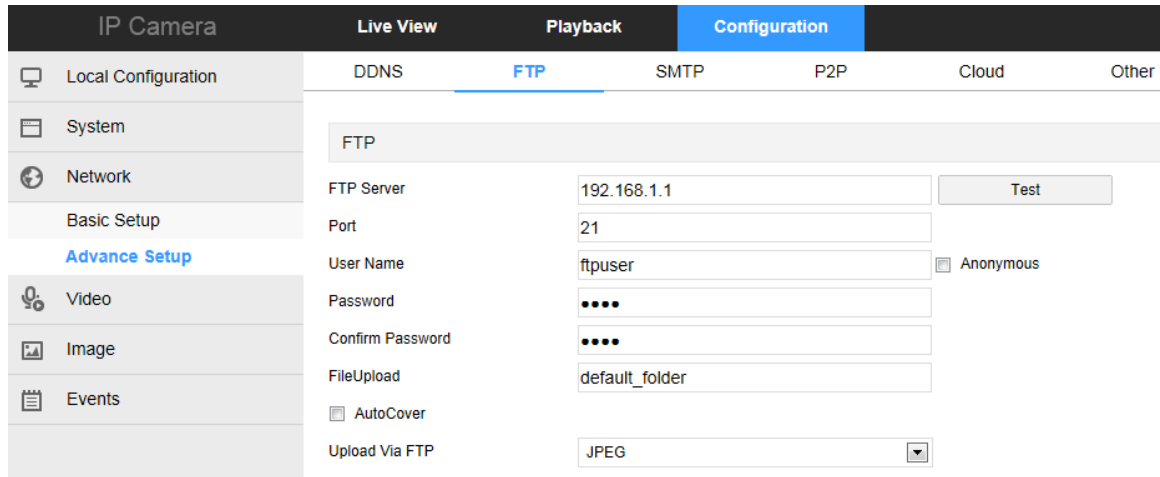 IP Camera Live View Playback Configuration
Local Configuration
System
Network
Basic Setup
Advance Setup
Video
Image
Events
DDNS FTP SMTP P2P Cloud Other
FTP
FTP Server 192.168.1.1 Test
Port 21
User Name ftpuser Anonymous
Password ••••
Confirm Password ••••
FileUpload default_folder
AutoCover
Upload Via FTP JPEG